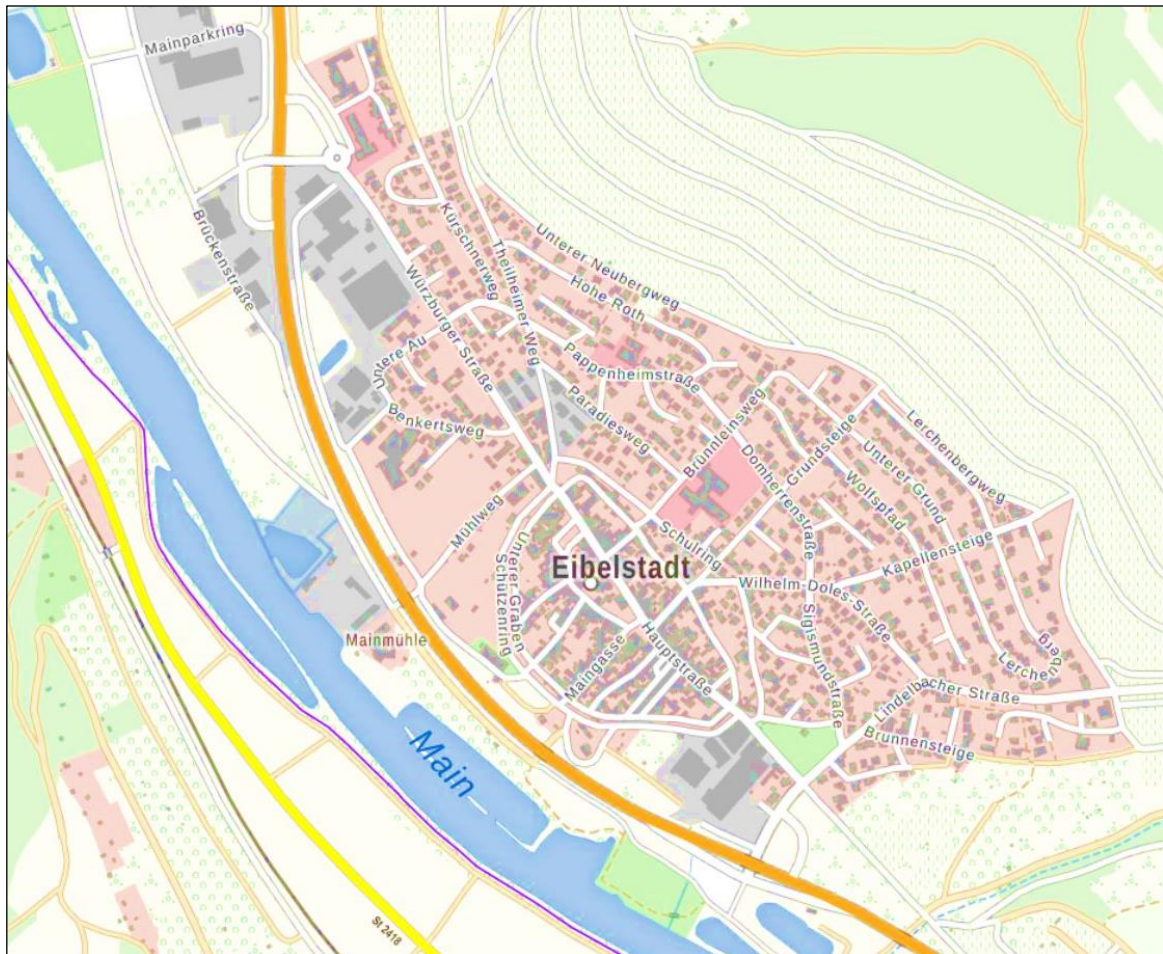 Mainparkring
Brückenstraße
Kürschnerweg
Theilheimer Weg
Unterer Neubergweg
Hohe Roth
Würzburger Straße
Untere Au
Pappenheimstraße
Paradiesweg
Benkertsweg
Brünnleinsweg
Grundsteige
Domherrenstraße
Wolfspfad
Unterer Grund
Lerchenbergweg
Mühlweg
Unterer Graben
Schützenring
Schulring
Kapellensteige
Eibelstadt
Wilhelm-Doles-Straße
Sigismundstraße
Mainmühle
Maingasse
Hauptstraße
Lerchenberg
Lindelbacher Straße
Brunnensteige
Main
St 2418